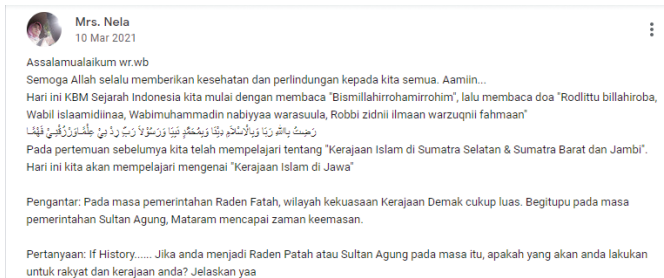 Mrs. Nela
10 Mar 2021
Assalamualaikum wr.wb
Semoga Allah selalu memberikan kesehatan dan perlindungan kepada kita semua. Aamiin...
Hari ini KBM Sejarah Indonesia kita mulai dengan membaca "Bismillahirrohamirrohim", lalu membaca doa "Rodlittu billahiroba,
Wabil islaamidiinaa, Wabimuhammadin nabiyyaa warasuula, Robbi zidnii ilmaan warzuqnii fahmaan"
رَضِتُ بِاللهِ رَبَا وَبِالْاِسْلَامِ دِيْنَا وَبِمُحَمَّدٍ نَبِيَا وَرَسُوْلاَ رَبِّ زِدْ نِيْ عِلْمًاوَرْزُقْنِيْ فَهْمًا
Pada pertemuan sebelumya kita telah mempelajari tentang "Kerajaan Islam di Sumatra Selatan & Sumatra Barat dan Jambi".
Hari ini kita akan mempelajari mengenai "Kerajaan Islam di Jawa"
Pengantar: Pada masa pemerintahan Raden Fatah, wilayah kekuasaan Kerajaan Demak cukup luas. Begitupu pada masa
pemerintahan Sultan Agung, Mataram mencapai zaman keemasan.
Pertanyaan: If History...... Jika anda menjadi Raden Patah atau Sultan Agung pada masa itu, apakah yang akan anda lakukan
untuk rakyat dan kerajaan anda? Jelaskan yaa